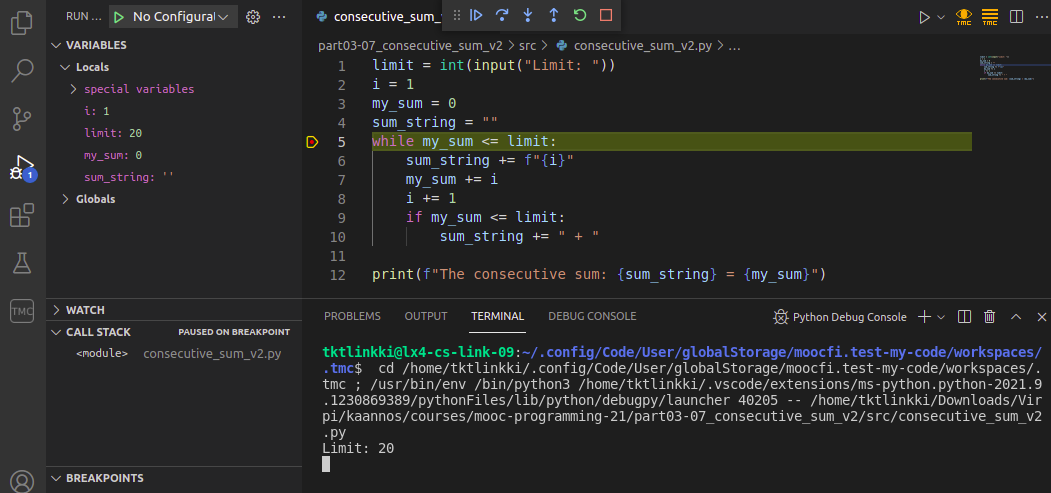 RUN ...
No Configurat
consecutive_sum_
TMC
TMC
VARIABLES
Locals
special variables
i: 1
limit: 20
my_sum: 0
sum_string: ''
Globals
WATCH
CALL STACK
PAUSED ON BREAKPOINT
<module> consecutive_sum_v2.py
BREAKPOINTS
1
TMC
part03-07_consecutive_sum_v2 > src > consecutive_sum_v2.py > ...
1 limit = int(input("Limit: "))
2 i = 1
3 my_sum = 0
4 sum_string = ""
5 while my_sum <= limit:
6 sum_string += f"{i}"
7 my_sum += i
8 i += 1
9 if my_sum <= limit:
10 sum_string += " + "
11
12 print(f"The consecutive sum: {sum_string} = {my_sum}")
PROBLEMS OUTPUT TERMINAL DEBUG CONSOLE
Python Debug Console
tktlinkki@lx4-cs-link-09:~/.config/Code/User/globalStorage/moocfi.test-my-code/workspaces/
.tmc$ cd /home/tktlinkki/.config/Code/User/globalStorage/moocfi.test-my-code/workspaces/.
tmc ; /usr/bin/env /bin/python3 /home/tktlinkki/.vscode/extensions/ms-python.python-2021.9
.1230869389/pythonFiles/lib/python/debugpy/launcher 40205 -- /home/tktlinkki/Downloads/Vir
pi/kaannos/courses/mooc-programming-21/part03-07_consecutive_sum_v2/src/consecutive_sum_v2
.py
Limit: 20